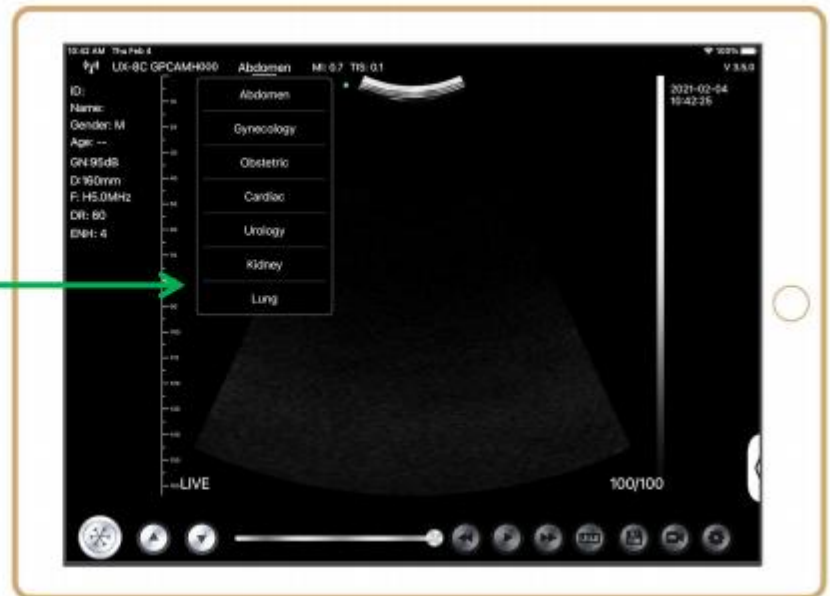 10:42 AM Thu Feb 4
100%
UX-8C GPCAMH000 Abdomen MI: 0.7 TIS: 0.1
V 3.5.0
ID:
Name:
Gender: M
Age: --
GN:95dB
D:160mm
F: H5.0MHz
DR: 60
ENH: 4
Abdomen
Gynecology
Obstetric
Cardiac
Urology
Kidney
Lung
2021-02-04
10:42:25
LIVE
100/100